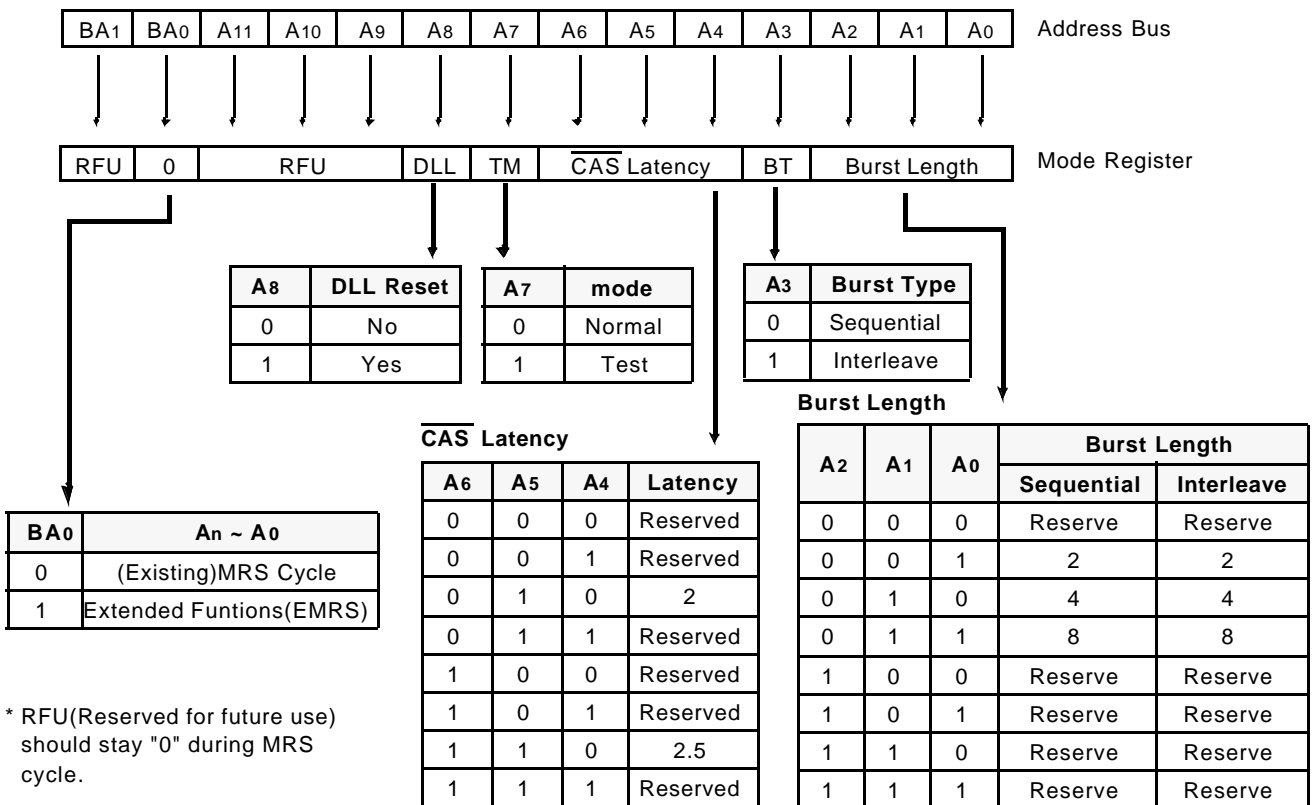 BA1 BA0 A11 A10 A9 A8 A7 A6 A5 A4 A3 A2 A1 A0 Address Bus
RFU 0 RFU DLL TM CAS Latency BT Burst Length Mode Register
A8 DLL Reset
0 No
1 Yes
A7 mode
0 Normal
1 Test
A3 Burst Type
0 Sequential
1 Interleave
BA0 An ~ A0
0 (Existing)MRS Cycle
1 Extended Funtions(EMRS)
* RFU(Reserved for future use)
should stay "0" during MRS
cycle.
CAS Latency
A6 A5 A4 Latency
0 0 0 Reserved
0 0 1 Reserved
0 1 0 2
0 1 1 Reserved
1 0 0 Reserved
1 0 1 Reserved
1 1 0 2.5
1 1 1 Reserved
Burst Length
A2 A1 A0 Burst Length
Sequential Interleave
0 0 0 Reserve Reserve
0 0 1 2 2
0 1 0 4 4
0 1 1 8 8
1 0 0 Reserve Reserve
1 0 1 Reserve Reserve
1 1 0 Reserve Reserve
1 1 1 Reserve Reserve